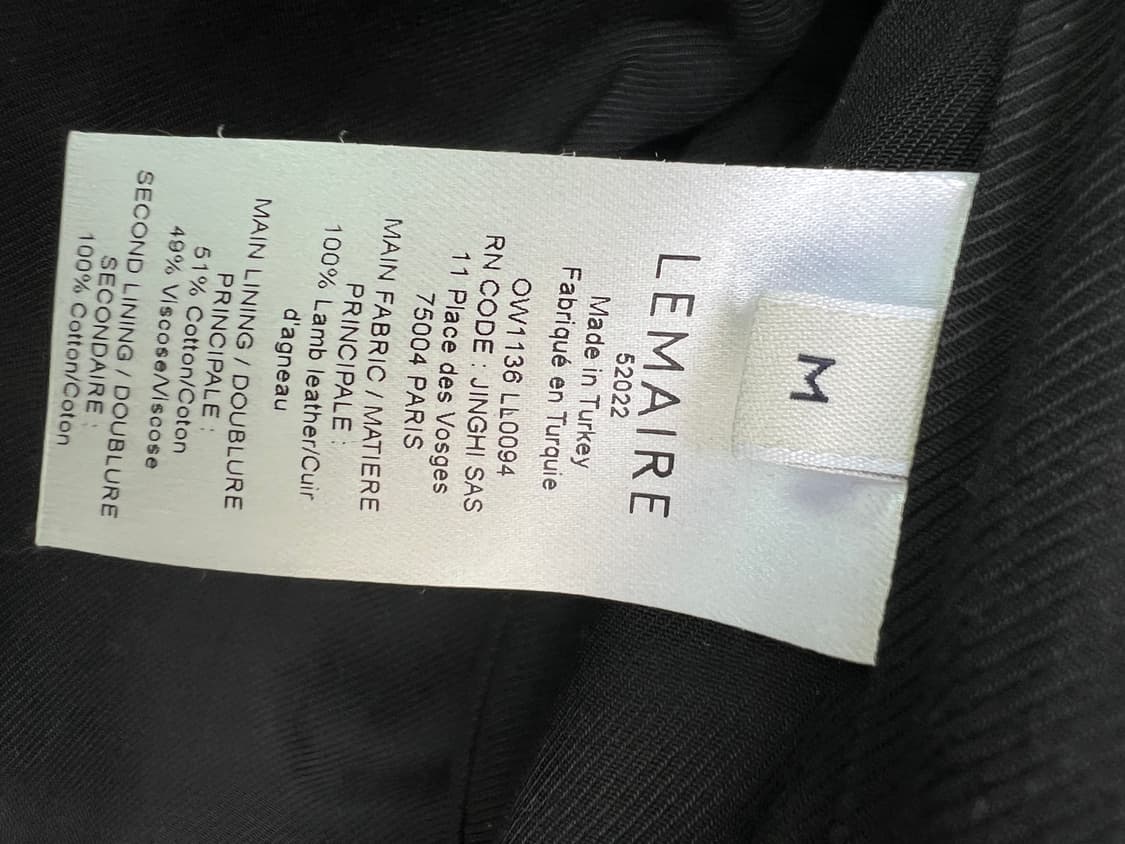 M
LEMAIRE
52022
Made in Turkey
Fabriqué en Turquie
OW1136 LL0094
RN CODE : JINGHI SAS
11 Place des Vosges
75004 PARIS
MAIN FABRIC / MATIERE
PRINCIPALE :
100% Lamb leather/Cuir
d'agneau
MAIN LINING / DOUBLURE
PRINCIPALE :
51% Cotton/Coton
49% Viscose/Viscose
SECOND LINING / DOUBLURE
SECONDAIRE :
100% Cotton/Coton